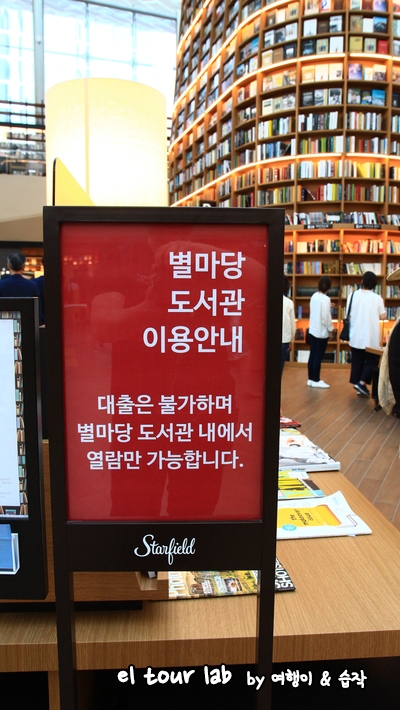 별마당
도서관
이용안내
대출은 불가하며
별마당 도서관 내에서
열람만 가능합니다.
Starfield
el tour lab by 여행이 & 습작